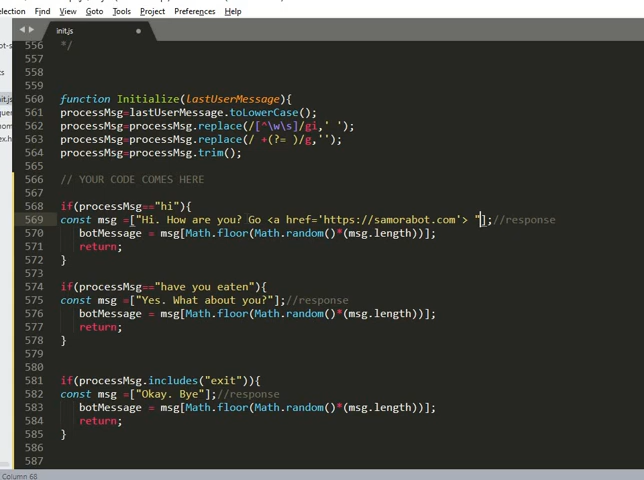 election Find View Goto Tools Project Preferences Help
init.js
ot-s
556 */
557
ts
558
559
nit.js
560 function Initialize(lastUserMessage){
561 processMsg=lastUserMessage.toLowerCase();
562 processMsg=processMsg.replace(/[^\w\s]/gi,' ');
563 processMsg=processMsg.replace(/ +(?= )/g,'');
564 processMsg=processMsg.trim();
565
566 // YOUR CODE COMES HERE
567
568 if(processMsg=="hi"){
569 const msg =["Hi. How are you? Go <a href='https://samorabot.com'> "];//response
570 botMessage = msg[Math.floor(Math.random()*(msg.length))];
571 return;
572 }
573
574 if(processMsg=="have you eaten"){
575 const msg =["Yes. What about you?"];//response
576 botMessage = msg[Math.floor(Math.random()*(msg.length))];
577 return;
578 }
579
580
581 if(processMsg.includes("exit")){
582 const msg =["Okay. Bye"];//response
583 botMessage = msg[Math.floor(Math.random()*(msg.length))];
584 return;
585 }
586
587
Column 68